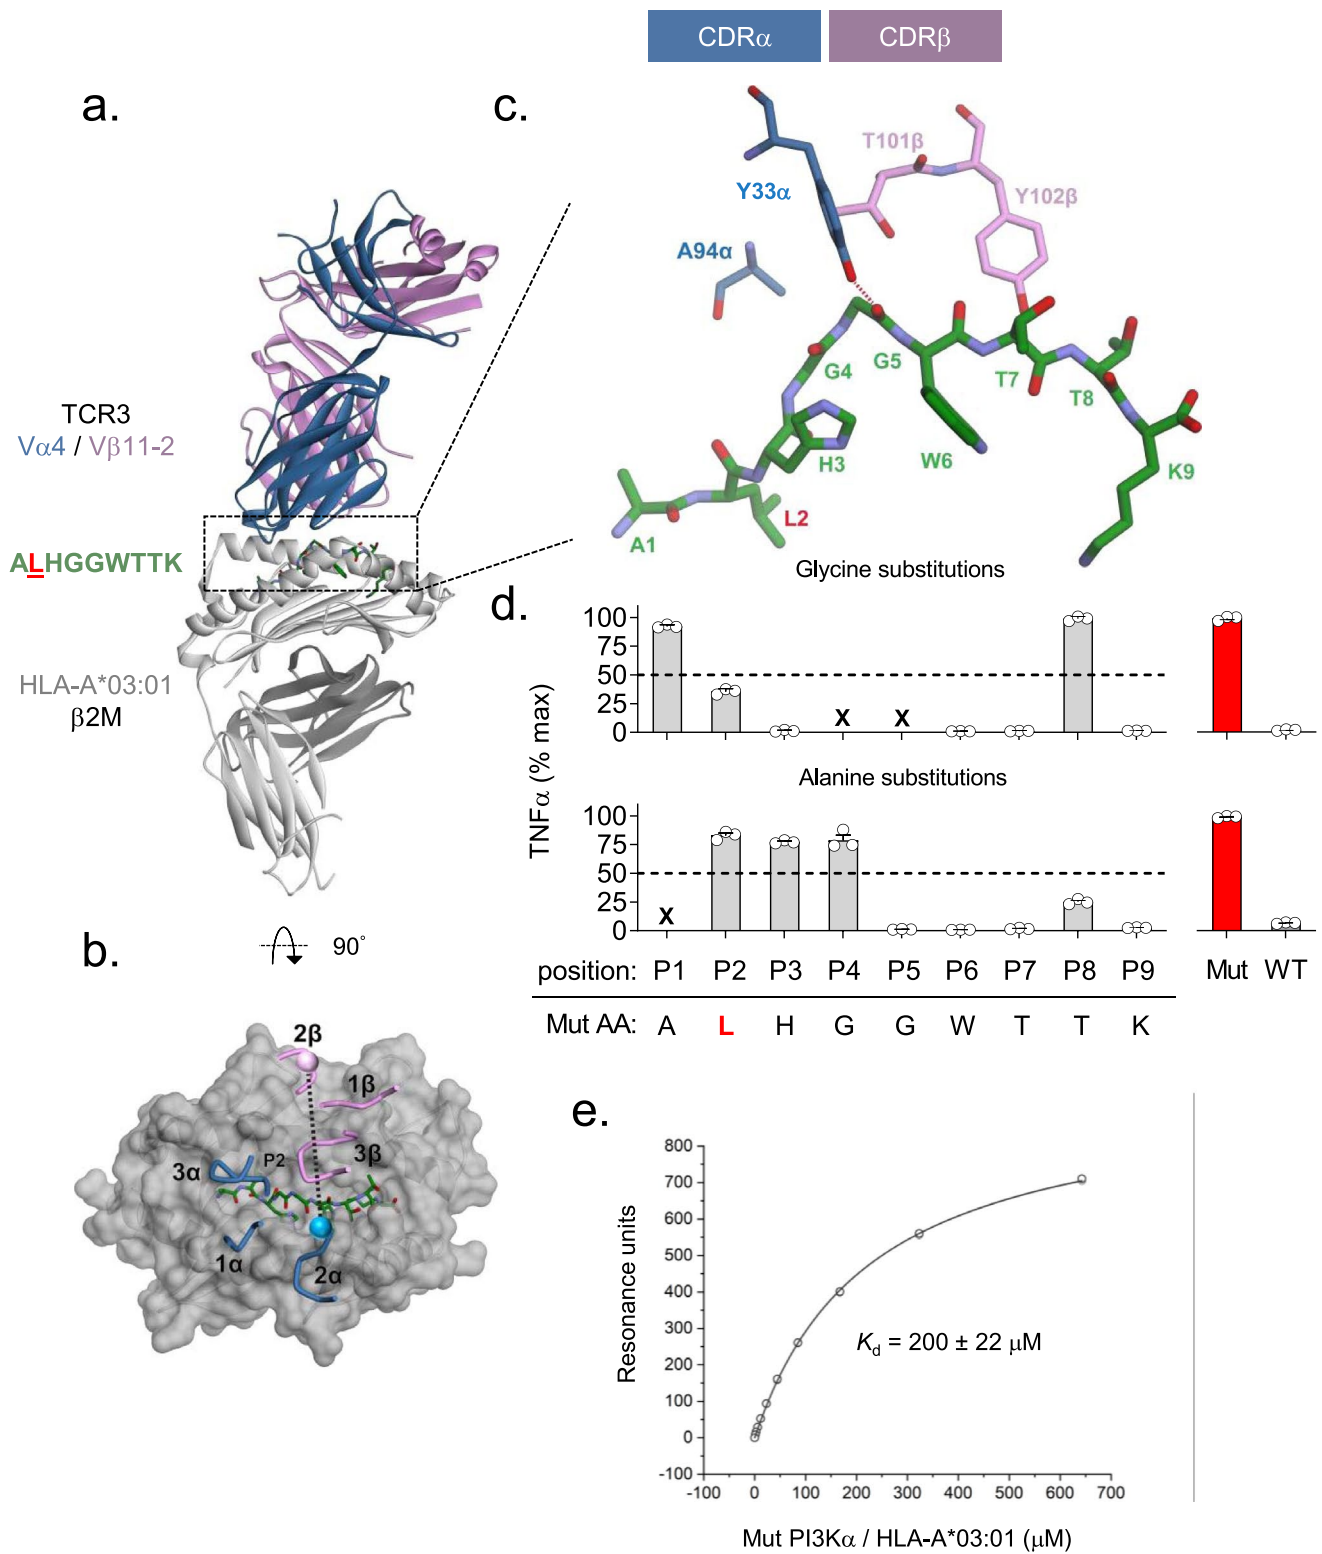 CDRα CDRβ
a.
c.
T101β
Y33α
Y102β
A94α
G4
G5
T7
T8
H3
W6
K9
L2
A1
TCR3
Vα4 / Vβ11-2
ALHGGWTTK
HLA-A*03:01
β2M
90°
b.
2β
1β
3β
P2
3α
1α
2α
d.
Glycine substitutions
100
75
50
25
0
X X
TNFα (% max)
Alanine substitutions
100
75
50
25
0
X
position: P1 P2 P3 P4 P5 P6 P7 P8 P9 Mut WT
Mut AA: A L H G G W T T K
e.
800
700
600
500
400
300
200
100
0
-100
Resonance units
Kd = 200 ± 22 μM
-100 0 100 200 300 400 500 600 700
Mut PI3Kα / HLA-A*03:01 (μM)